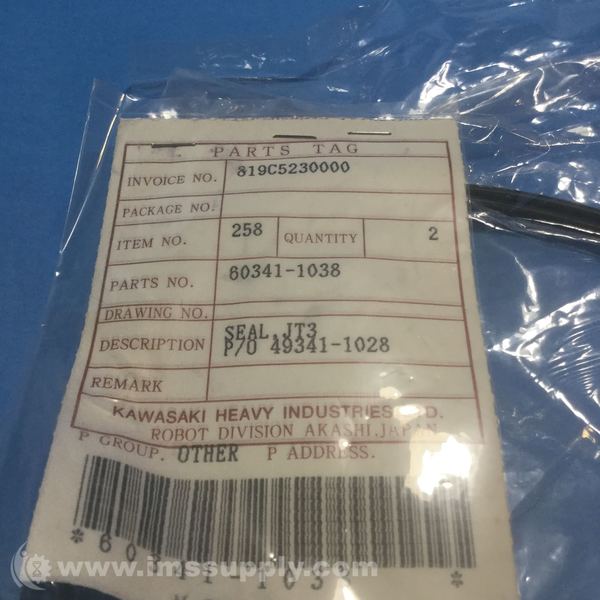 PARTS TAG
INVOICE NO. 819C5230000
PACKAGE NO.
ITEM NO. 258 QUANTITY 2
PARTS NO. 60341-1038
DRAWING NO.
DESCRIPTION SEAL,JT3
P/O 49341-1028
REMARK
KAWASAKI HEAVY INDUSTRIES, LTD.
ROBOT DIVISION AKASHI,JAPAN
P GROUP. OTHER P ADDRESS.
www.imssupply.com